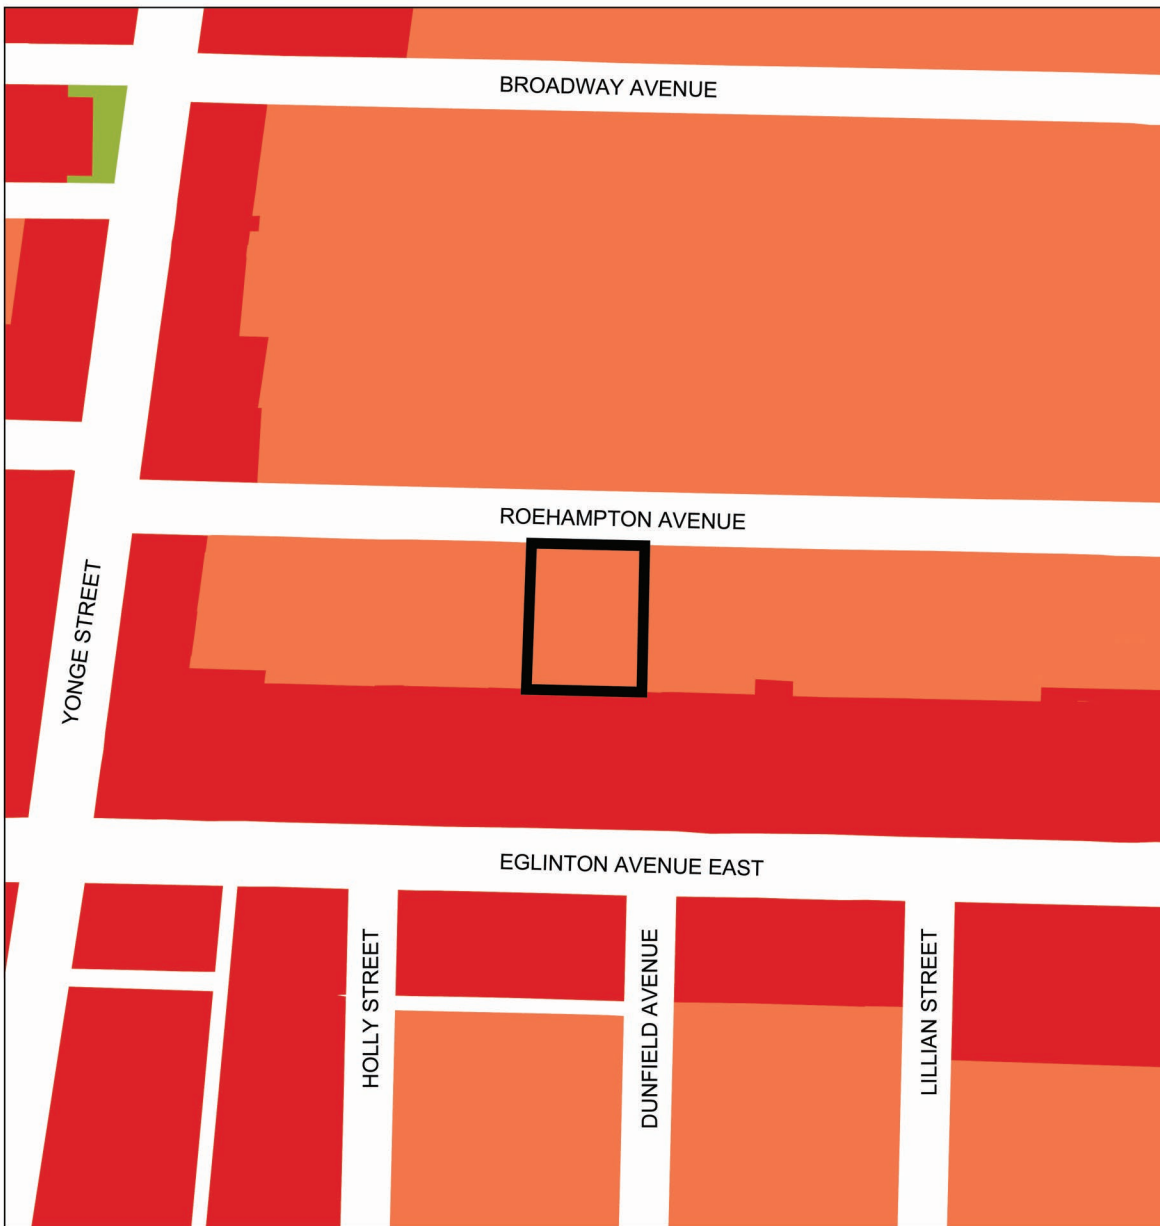 BROADWAY AVENUE
ROEHAMPTON AVENUE
YONGE STREET
EGLINTON AVENUE EAST
HOLLY STREET
DUNFIELD AVENUE
LILLIAN STREET